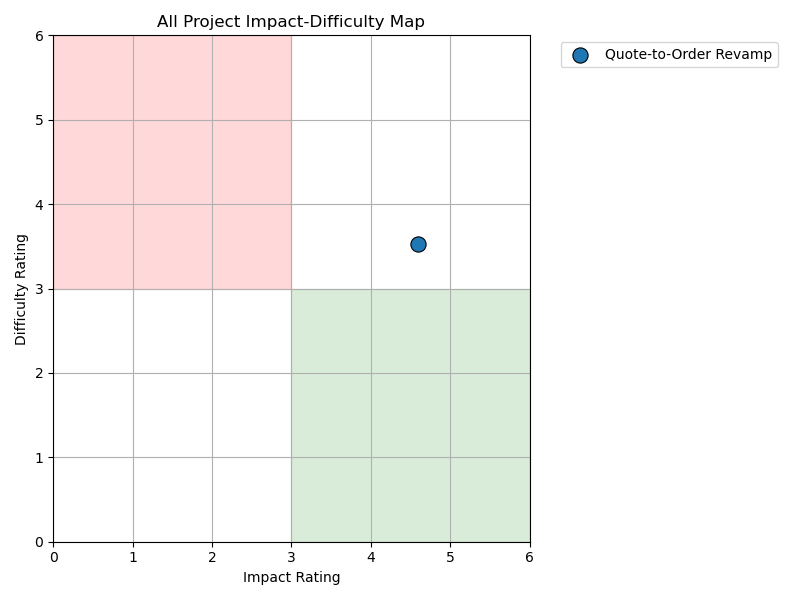 All Project Impact-Difficulty Map
Quote-to-Order Revamp
6
5
4
3
2
1
0
Difficulty Rating
0 1 2 3 4 5 6
Impact Rating